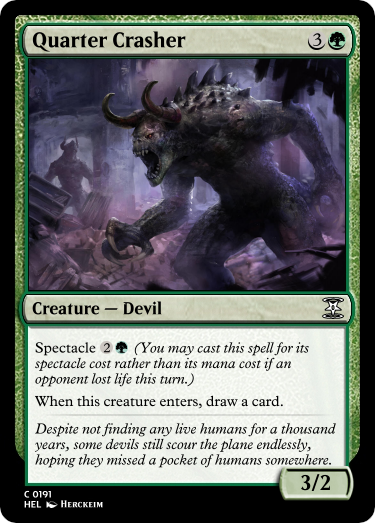 Quarter Crasher 3
Creature — Devil
Spectacle 2 (You may cast this spell for its
spectacle cost rather than its mana cost if an
opponent lost life this turn.)
When this creature enters, draw a card.
Despite not finding any live humans for a thousand
years, some devils still scour the plane endlessly,
hoping they missed a pocket of humans somewhere.
3/2
C 0191
HEL Herckeim